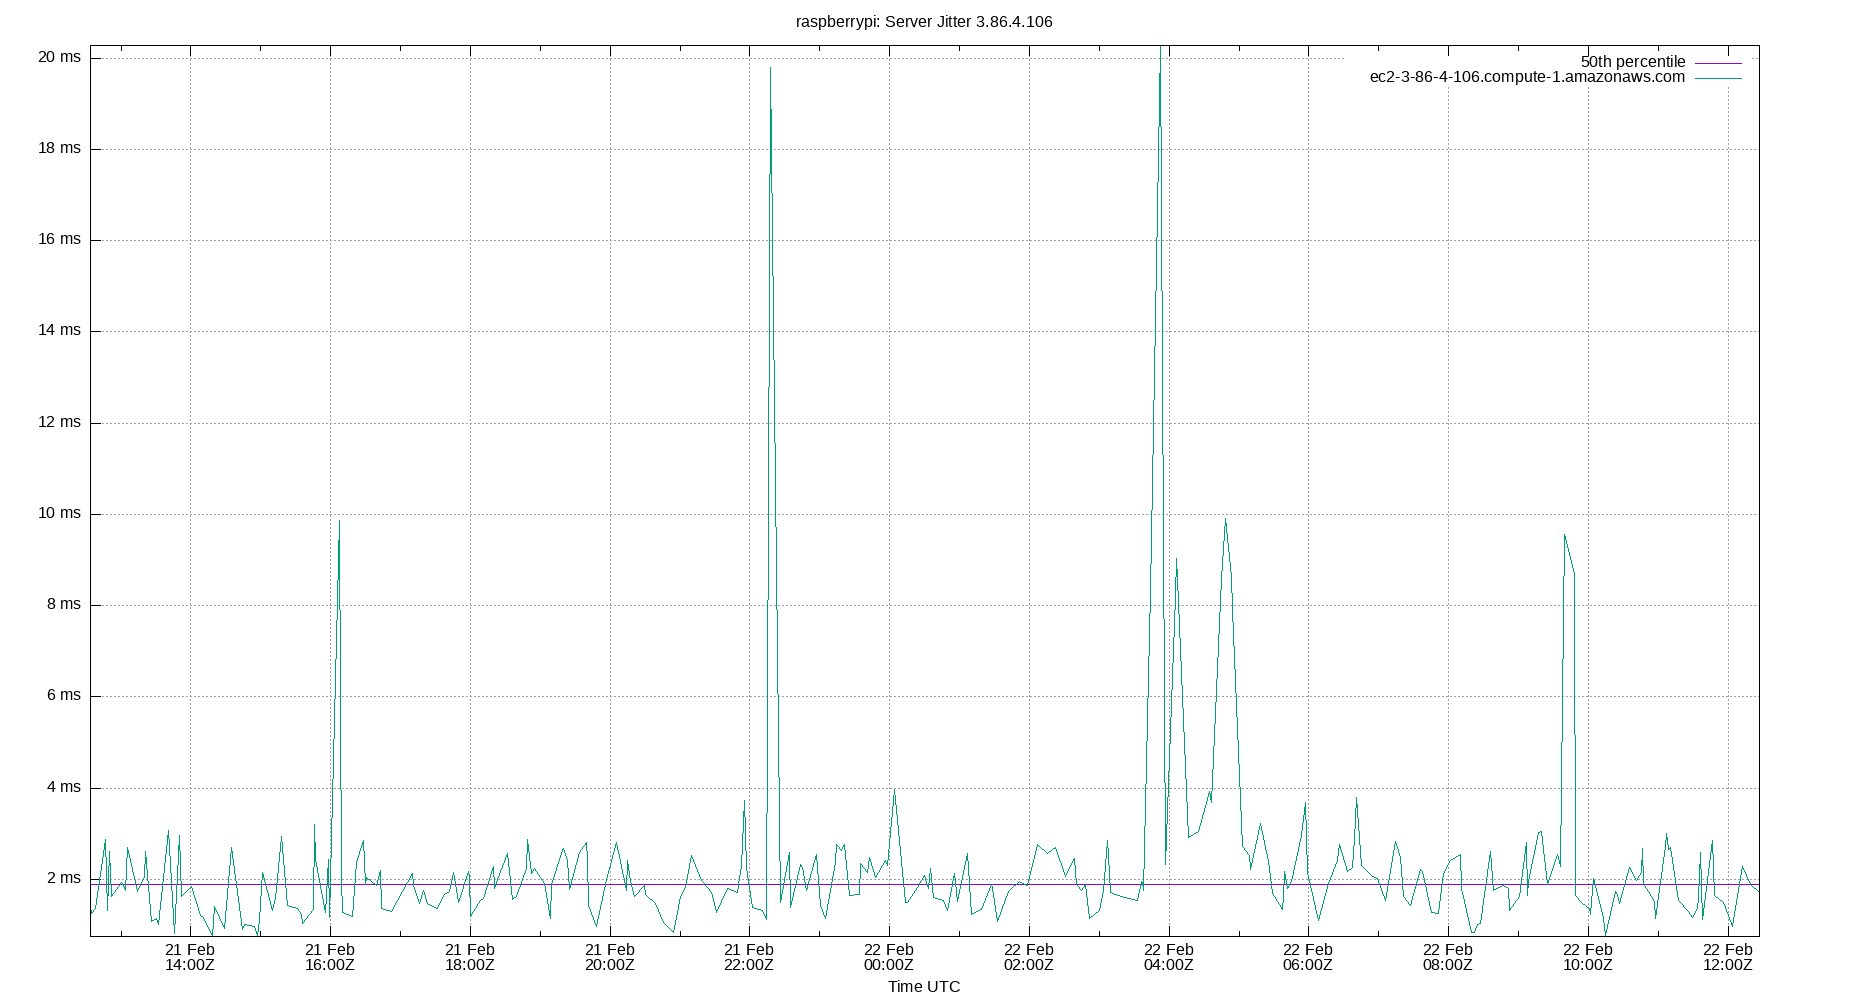 raspberrypi: Server Jitter 3.86.4.106
20 ms
18 ms
16 ms
14 ms
12 ms
10 ms
8 ms
6 ms
4 ms
2 ms
50th percentile
ec2-3-86-4-106.compute-1.amazonaws.com
21 Feb
14:00Z
21 Feb
16:00Z
21 Feb
18:00Z
21 Feb
20:00Z
21 Feb
22:00Z
22 Feb
00:00Z
22 Feb
02:00Z
22 Feb
04:00Z
22 Feb
06:00Z
22 Feb
08:00Z
22 Feb
10:00Z
22 Feb
12:00Z
Time UTC